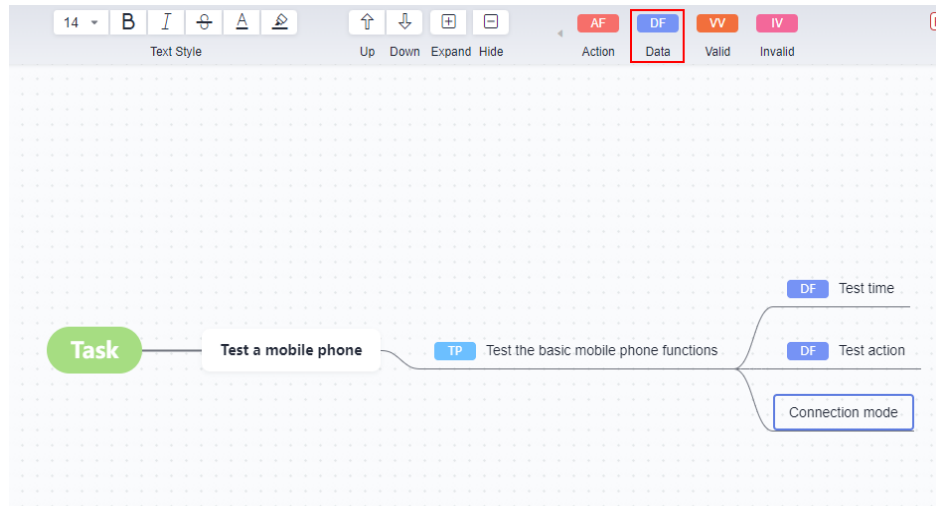 14 B I S A
AF DF VV IV
Text Style Up Down Expand Hide Action Data Valid Invalid
DF Test time
Task Test a mobile phone TP Test the basic mobile phone functions DF Test action
Connection mode